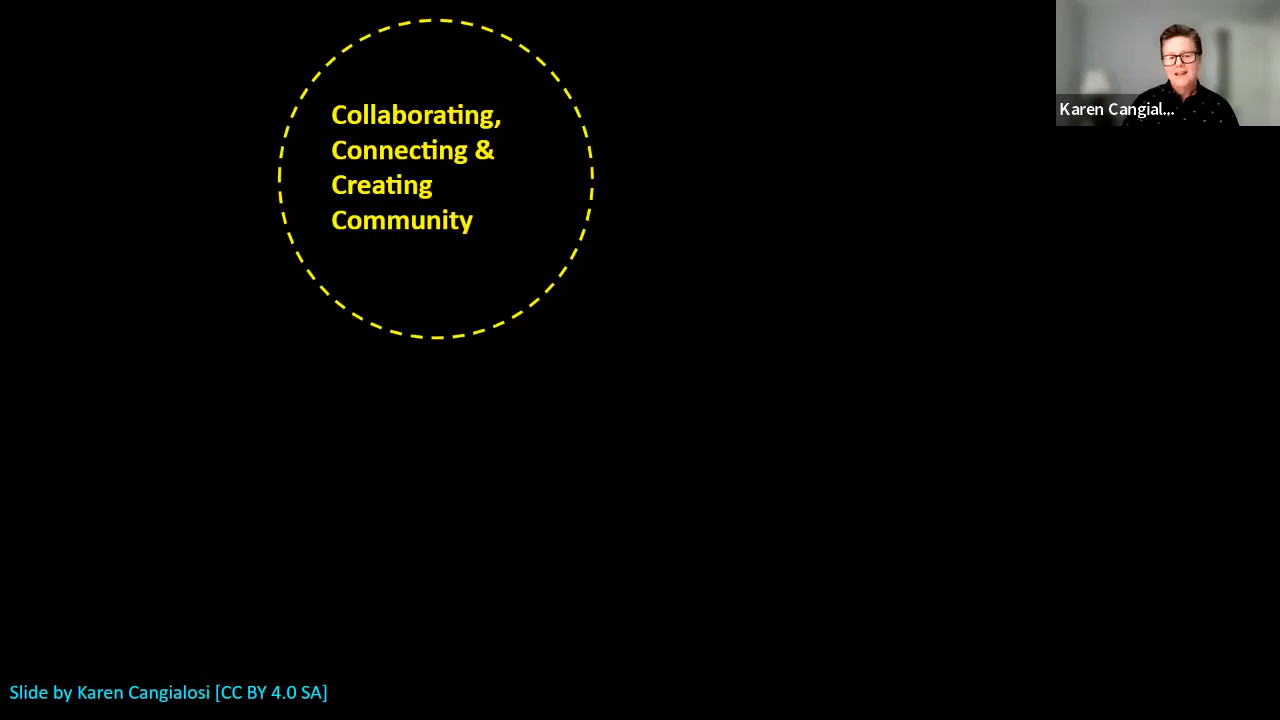 Collaborating,
Connecting &
Creating
Community
Karen Cangial...
Slide by Karen Cangialosi [CC BY 4.0 SA]